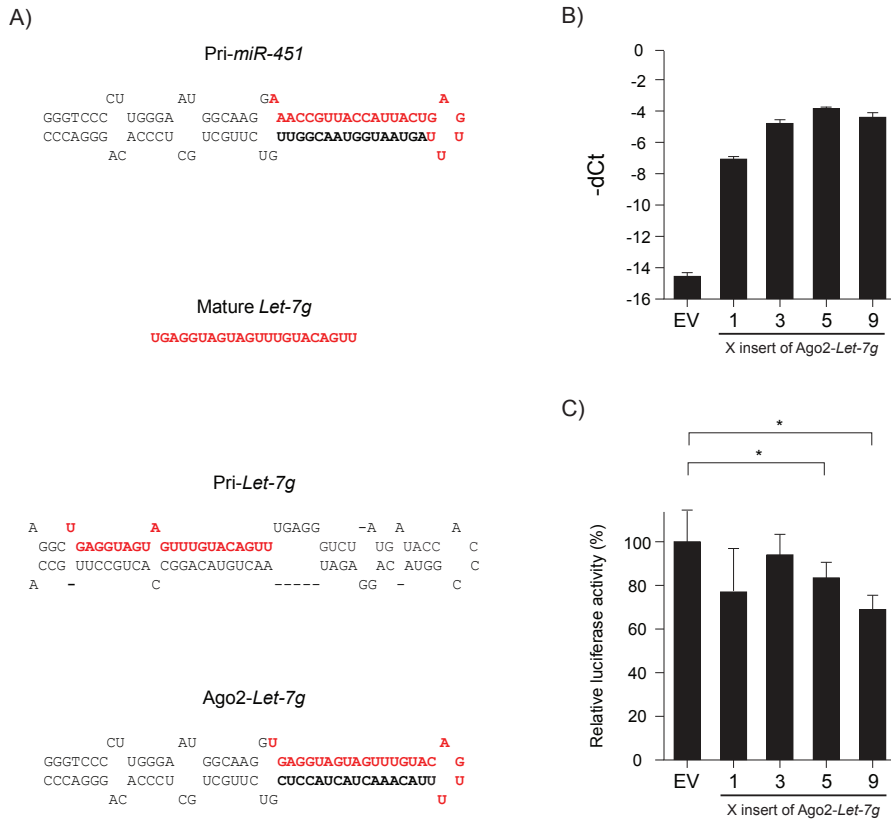 A)
Pri-miR-451
CU AU GA A
GGGTCCC UGGGA GGCAAG AACCGUUACCAUUACUG G
CCCAGGG ACCCU UCGUUC UUGGCAAUGGUAAUGAU U
AC CG UG U
Mature Let-7g
UGAGGUAGUAGUUUGUACAGUU
Pri-Let-7g
A U A UGAGG -A A A
GGC GAGGUAGU GUUUGUACAGUU GUCU UG UACC C
CCG UUCCGUCA CGGACAUGUCAA UAGA AC AUGG C
A - C ----- GG - C
Ago2-Let-7g
CU AU GU A
GGGTCCC UGGGA GGCAAG GAGGUAGUAGUUUGUAC G
CCCAGGG ACCCU UCGUUC CUCCAUCAUCAAACAUU U
AC CG UG U
B)
-dCt
0
-2
-4
-6
-8
-10
-12
-14
-16
EV 1 3 5 9
X insert of Ago2-Let-7g
C)
*
*
Relative luciferase activity (%)
100
80
60
40
20
0
EV 1 3 5 9
X insert of Ago2-Let-7g